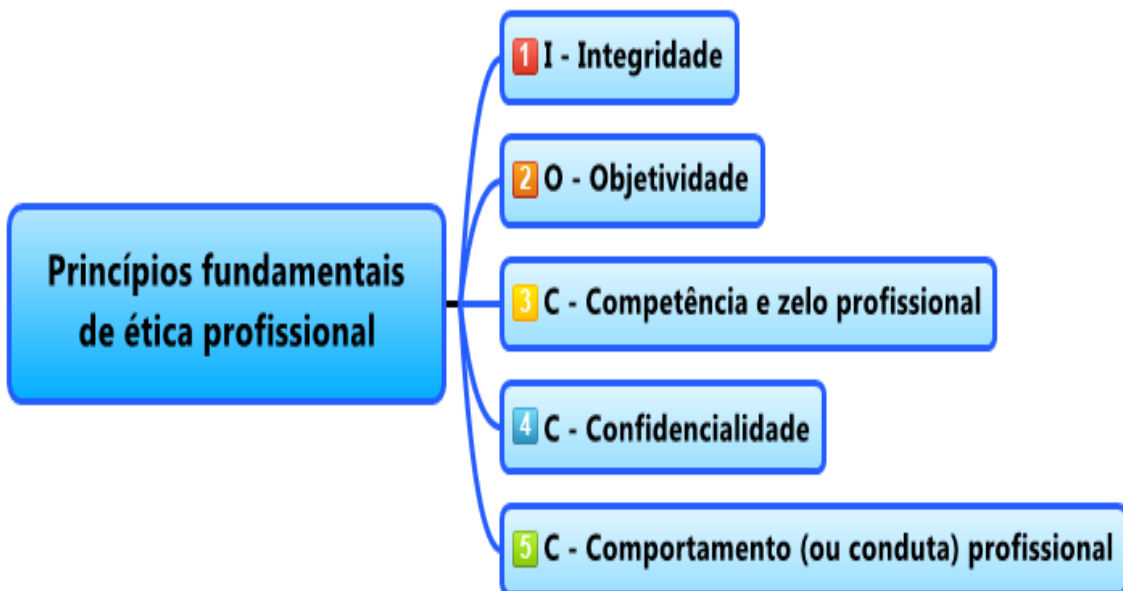 Princípios fundamentais
de ética profissional
1 I - Integridade
2 O - Objetividade
3 C - Competência e zelo profissional
4 C - Confidencialidade
5 C - Comportamento (ou conduta) profissional